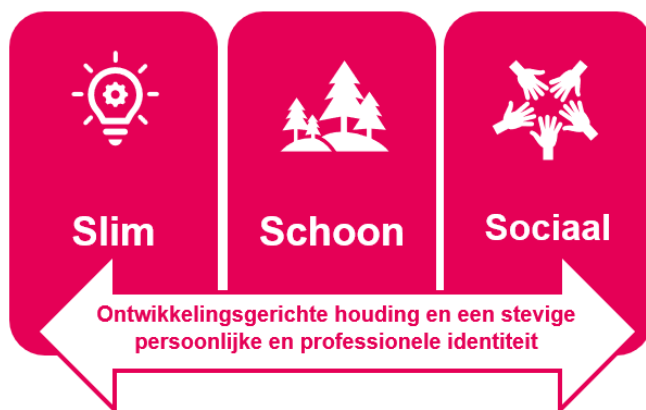 Slim
Schoon
Sociaal
Ontwikkelingsgerichte houding en een stevige
persoonlijke en professionele identiteit